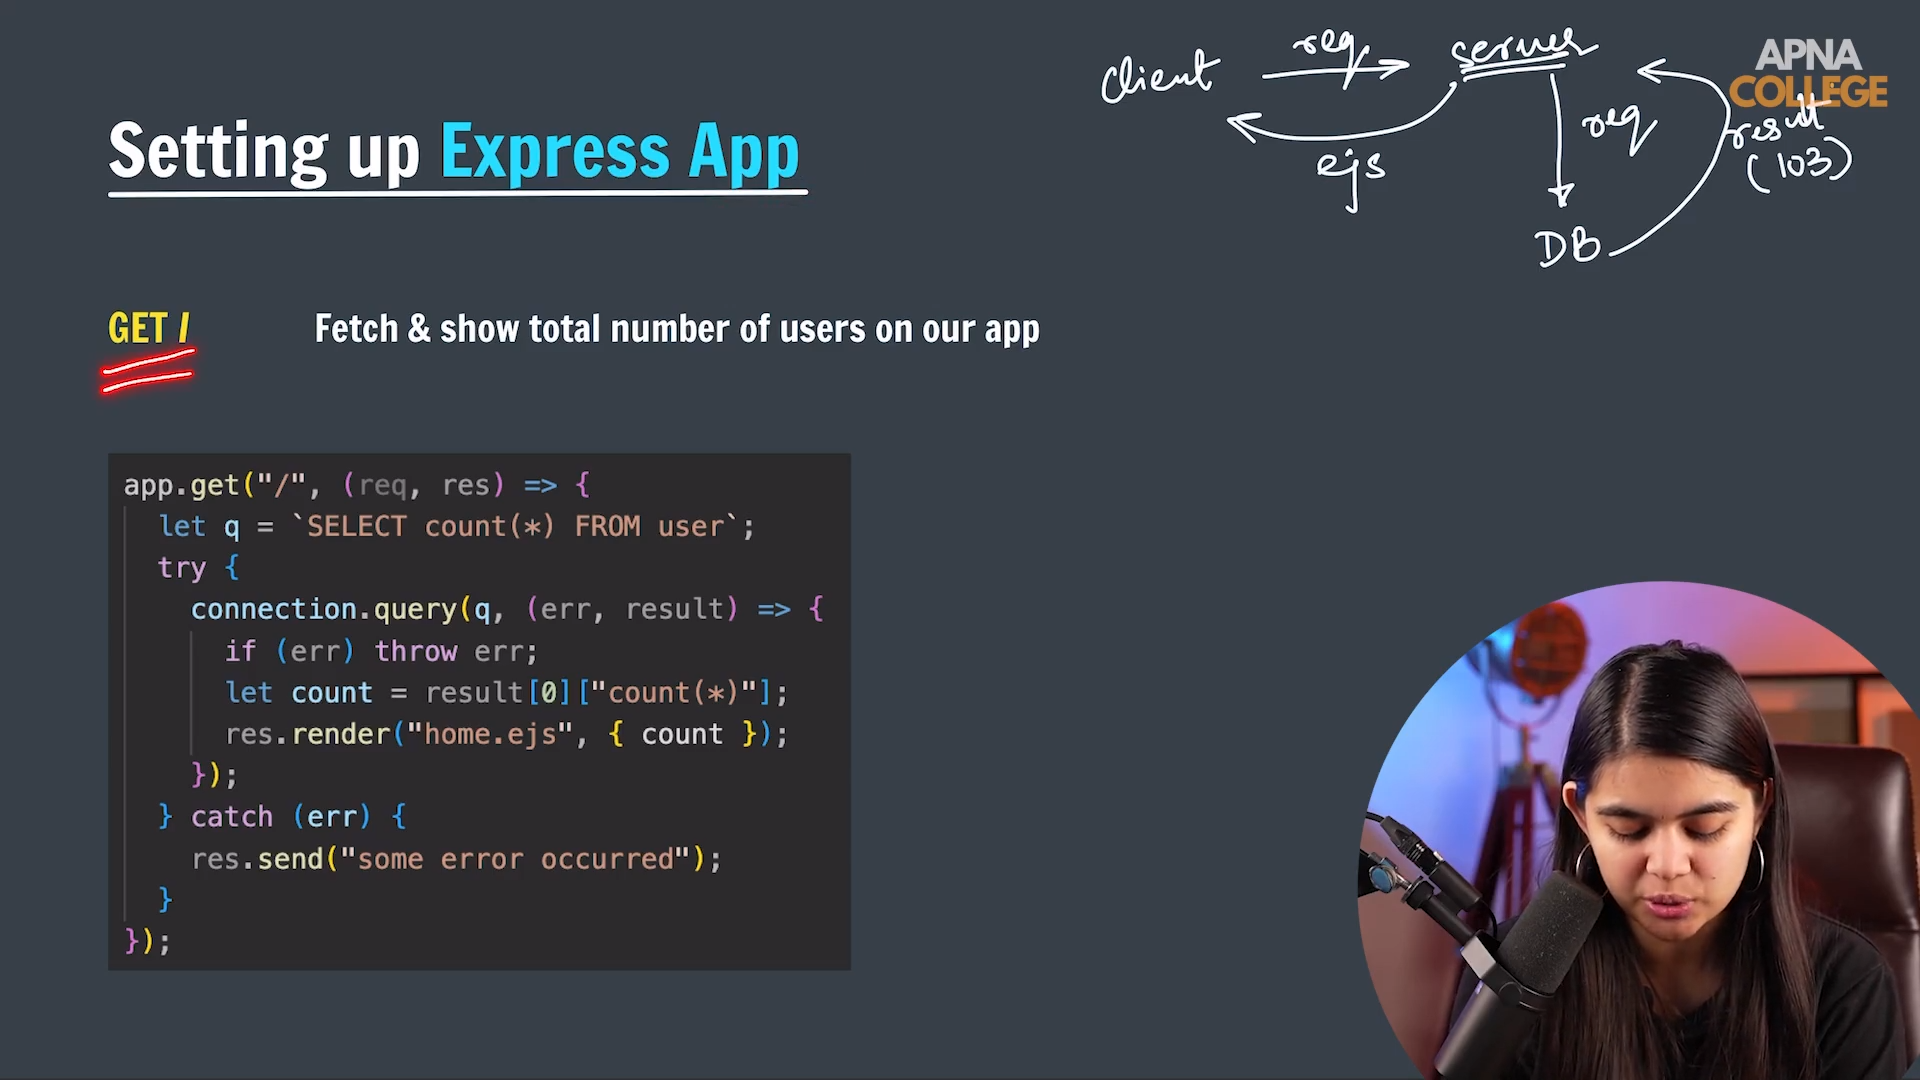 Client req server
APNA
COLLEGE
ejs
req
result
(103)
DB
Setting up Express App
GET /
Fetch & show total number of users on our app
app.get("/", (req, res) => {
  let q = `SELECT count(*) FROM user`;
  try {
    connection.query(q, (err, result) => {
      if (err) throw err;
      let count = result[0]["count(*)"];
      res.render("home.ejs", { count });
    });
  } catch (err) {
    res.send("some error occurred");
  }
});